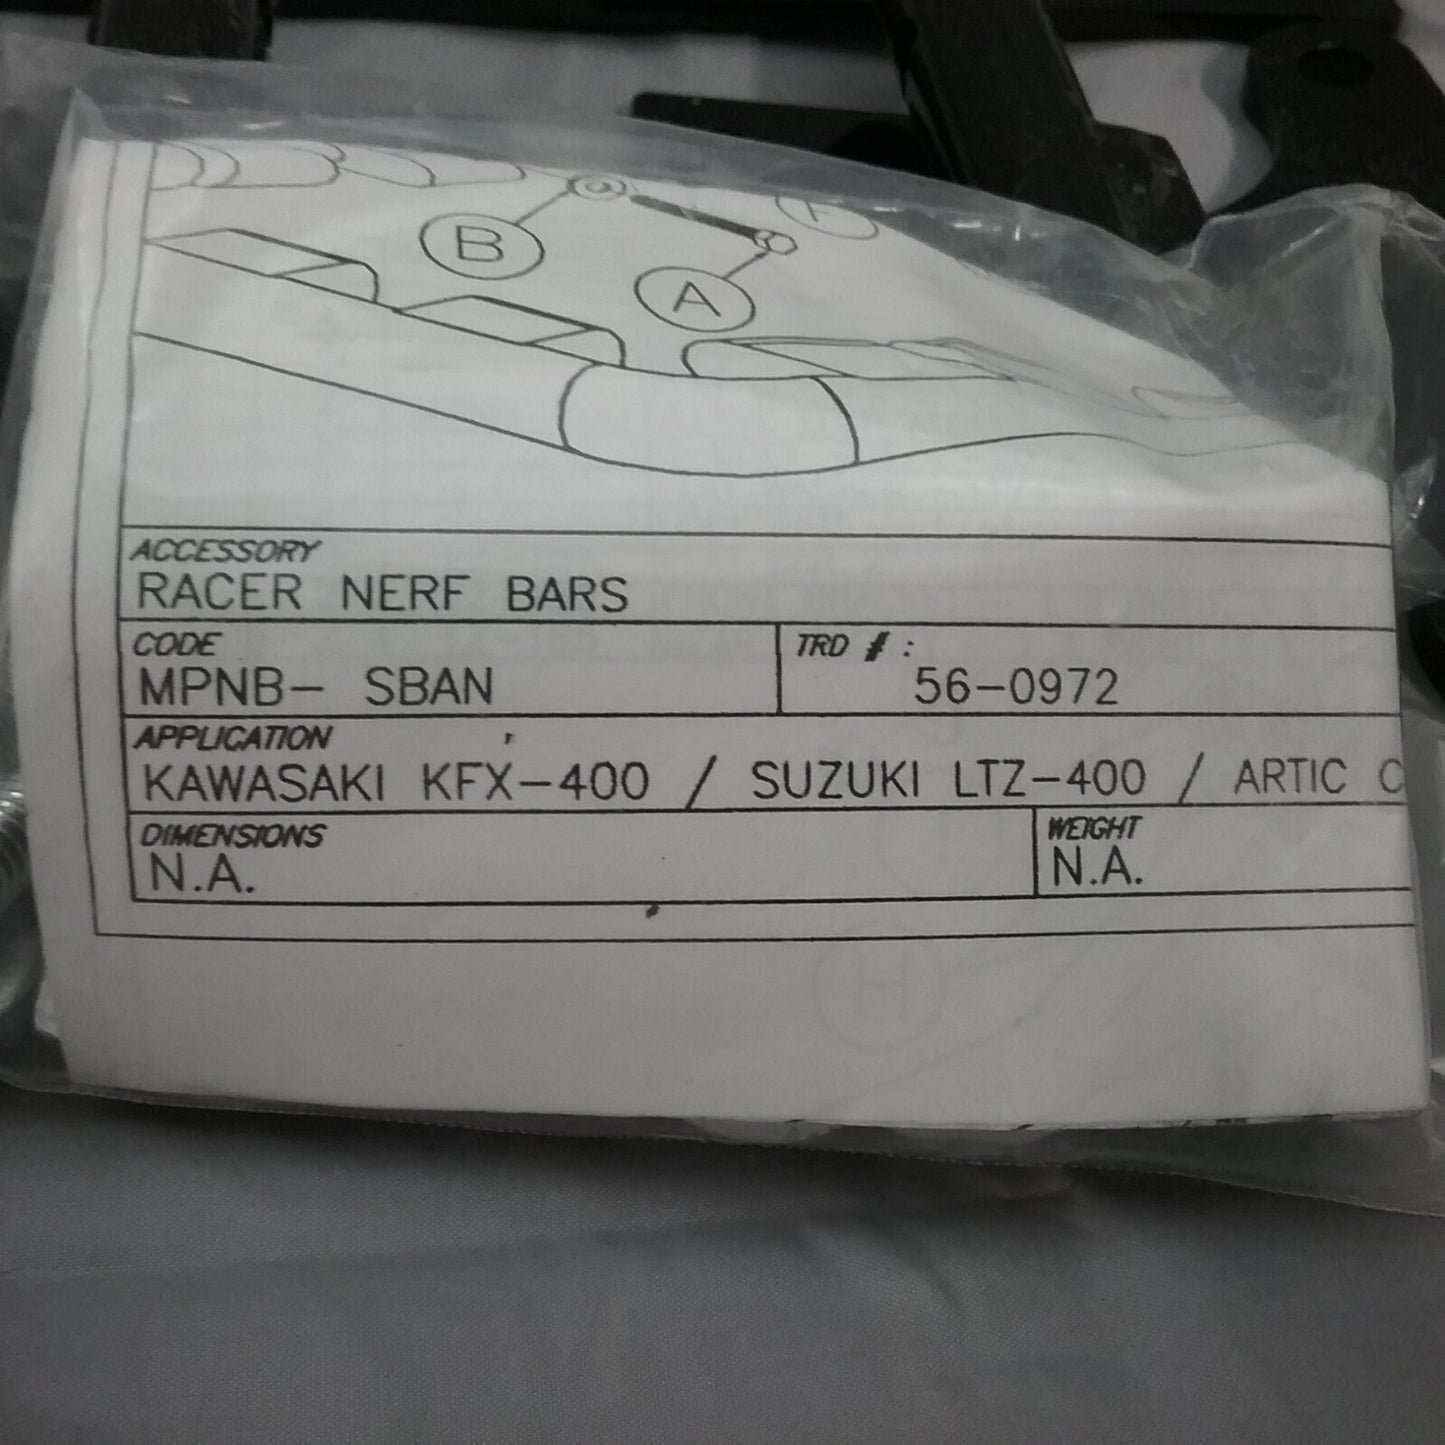 B
A
F
ACCESSORY
RACER NERF BARS
CODE
MPNB- SBAN
TRD # :
56-0972
APPLICATION
KAWASAKI KFX-400 / SUZUKI LTZ-400 / ARTIC C
DIMENSIONS
N.A.
WEIGHT
N.A.
H